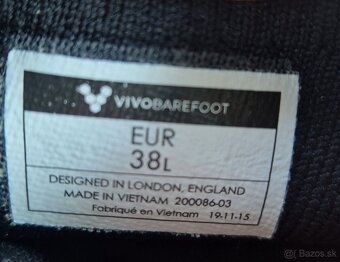 VIVOBAREFOOT
EUR
38L
DESIGNED IN LONDON, ENGLAND
MADE IN VIETNAM 200086-03
Fabriqué en Vietnam 19-11-15
Bazos.sk